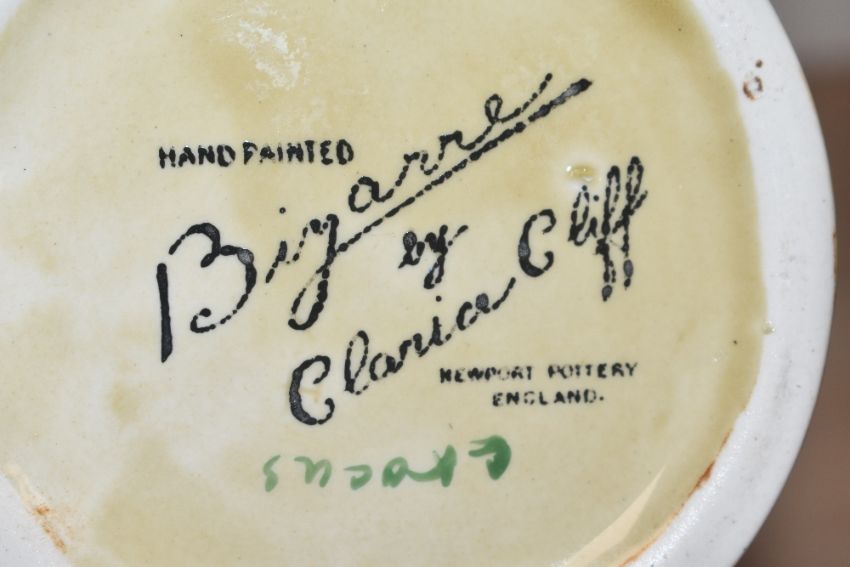 HAND PAINTED
Bizarre
by
Clarice Cliff
NEWPORT POTTERY
ENGLAND.
crocus